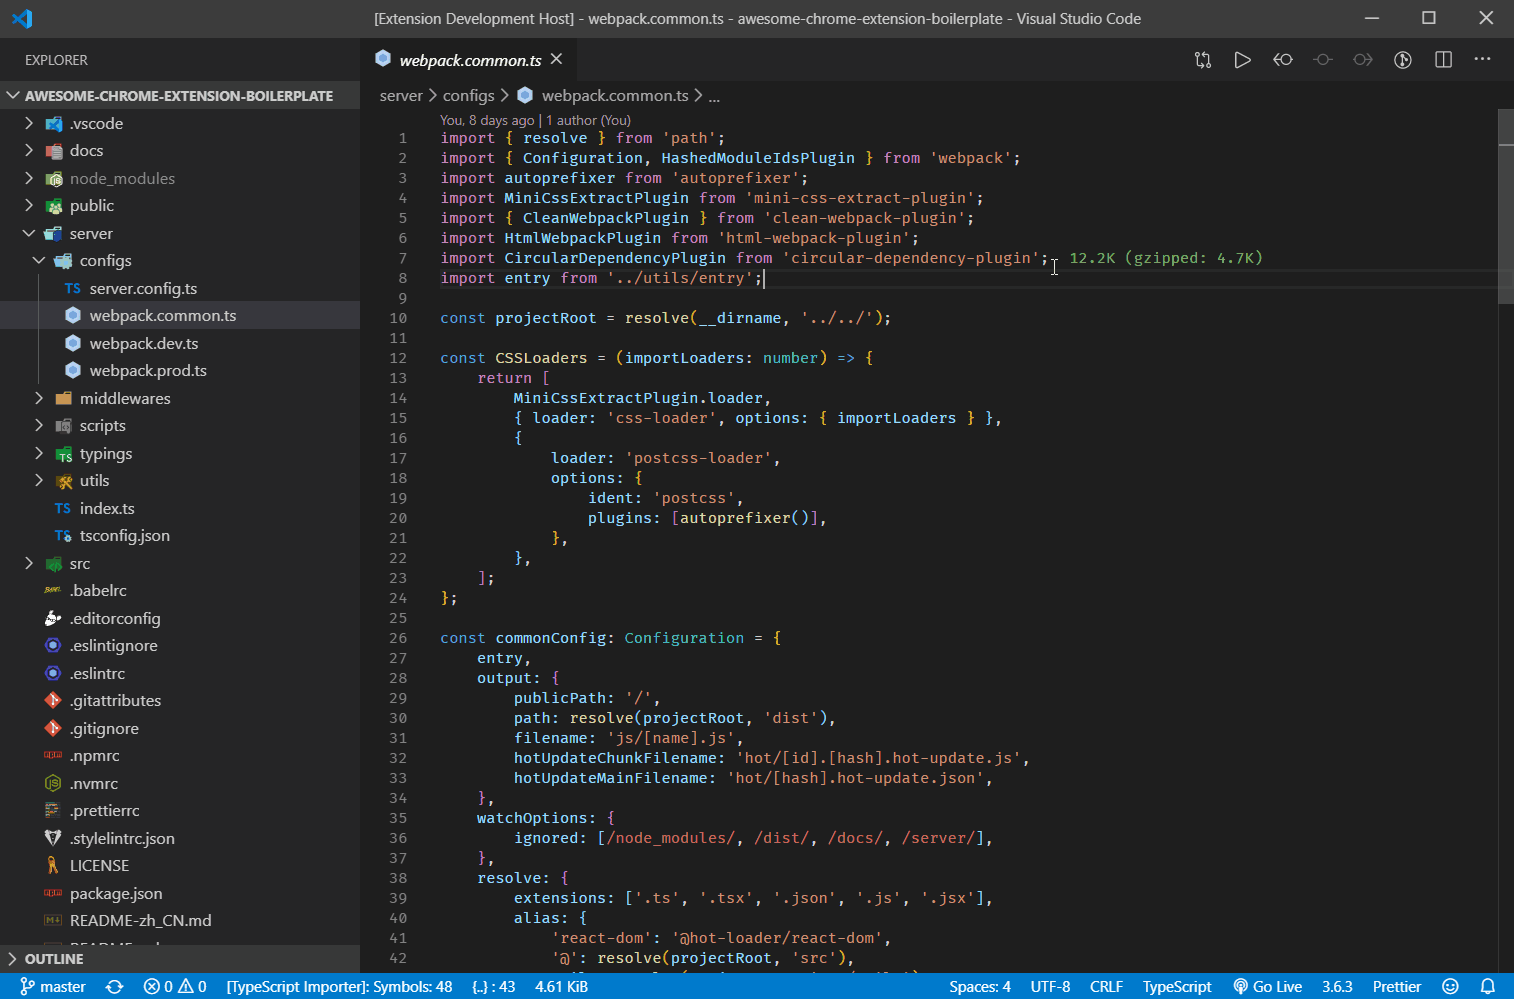 [Extension Development Host] - webpack.common.ts - awesome-chrome-extension-boilerplate - Visual Studio Code
EXPLORER
AWESOME-CHROME-EXTENSION-BOILERPLATE
.vscode
docs
node_modules
public
server
configs
TS server.config.ts
webpack.common.ts
webpack.dev.ts
webpack.prod.ts
middlewares
scripts
typings
utils
TS index.ts
TS tsconfig.json
src
.babelrc
.editorconfig
.eslintignore
.eslintrc
.gitattributes
.gitignore
.npmrc
.nvmrc
.prettierrc
.stylelintrc.json
LICENSE
package.json
README-zh_CN.md
OUTLINE
webpack.common.ts
server > configs > webpack.common.ts > ...
You, 8 days ago | 1 author (You)
1 import { resolve } from 'path';
2 import { Configuration, HashedModuleIdsPlugin } from 'webpack';
3 import autoprefixer from 'autoprefixer';
4 import MiniCssExtractPlugin from 'mini-css-extract-plugin';
5 import { CleanWebpackPlugin } from 'clean-webpack-plugin';
6 import HtmlWebpackPlugin from 'html-webpack-plugin';
7 import CircularDependencyPlugin from 'circular-dependency-plugin'; 12.2K (gzipped: 4.7K)
8 import entry from '../utils/entry';
9
10 const projectRoot = resolve(__dirname, '../../');
11
12 const CSSLoaders = (importLoaders: number) => {
13 return [
14 MiniCssExtractPlugin.loader,
15 { loader: 'css-loader', options: { importLoaders } },
16 {
17 loader: 'postcss-loader',
18 options: {
19 ident: 'postcss',
20 plugins: [autoprefixer()],
21 },
22 },
23 ];
24 };
25
26 const commonConfig: Configuration = {
27 entry,
28 output: {
29 publicPath: '/',
30 path: resolve(projectRoot, 'dist'),
31 filename: 'js/[name].js',
32 hotUpdateChunkFilename: 'hot/[id].[hash].hot-update.js',
33 hotUpdateMainFilename: 'hot/[hash].hot-update.json',
34 },
35 watchOptions: {
36 ignored: [/node_modules/, /dist/, /docs/, /server/],
37 },
38 resolve: {
39 extensions: ['.ts', '.tsx', '.json', '.js', '.jsx'],
40 alias: {
41 'react-dom': '@hot-loader/react-dom',
42 '@': resolve(projectRoot, 'src'),
master 0 0 [TypeScript Importer]: Symbols: 48 {..} : 43 4.61 KiB Spaces: 4 UTF-8 CRLF TypeScript Go Live 3.6.3 Prettier